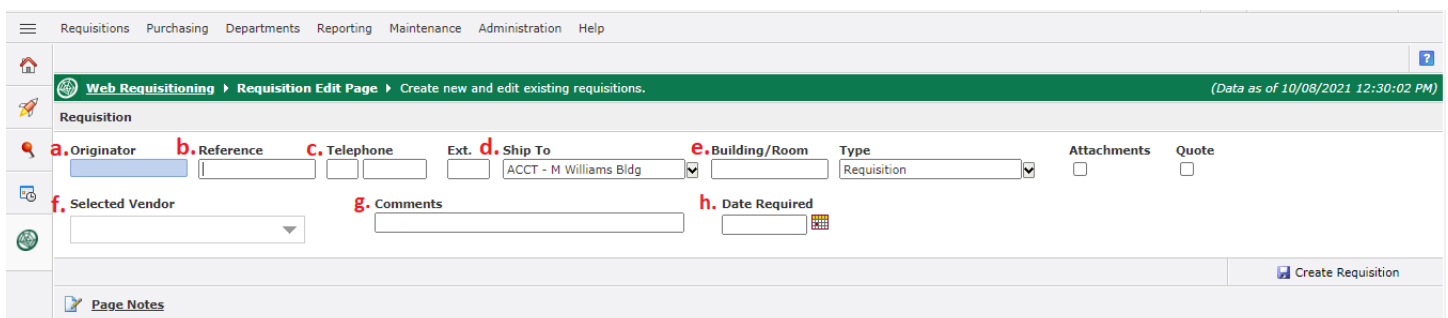 Requisitions Purchasing Departments Reporting Maintenance Administration Help
?
Web Requisitioning Requisition Edit Page Create new and edit existing requisitions. (Data as of 10/08/2021 12:30:02 PM)
Requisition
a. Originator b. Reference c. Telephone Ext. d. Ship To e. Building/Room Type Attachments Quote
ACCT - M Williams Bldg Requisition
f. Selected Vendor g. Comments h. Date Required
Create Requisition
Page Notes